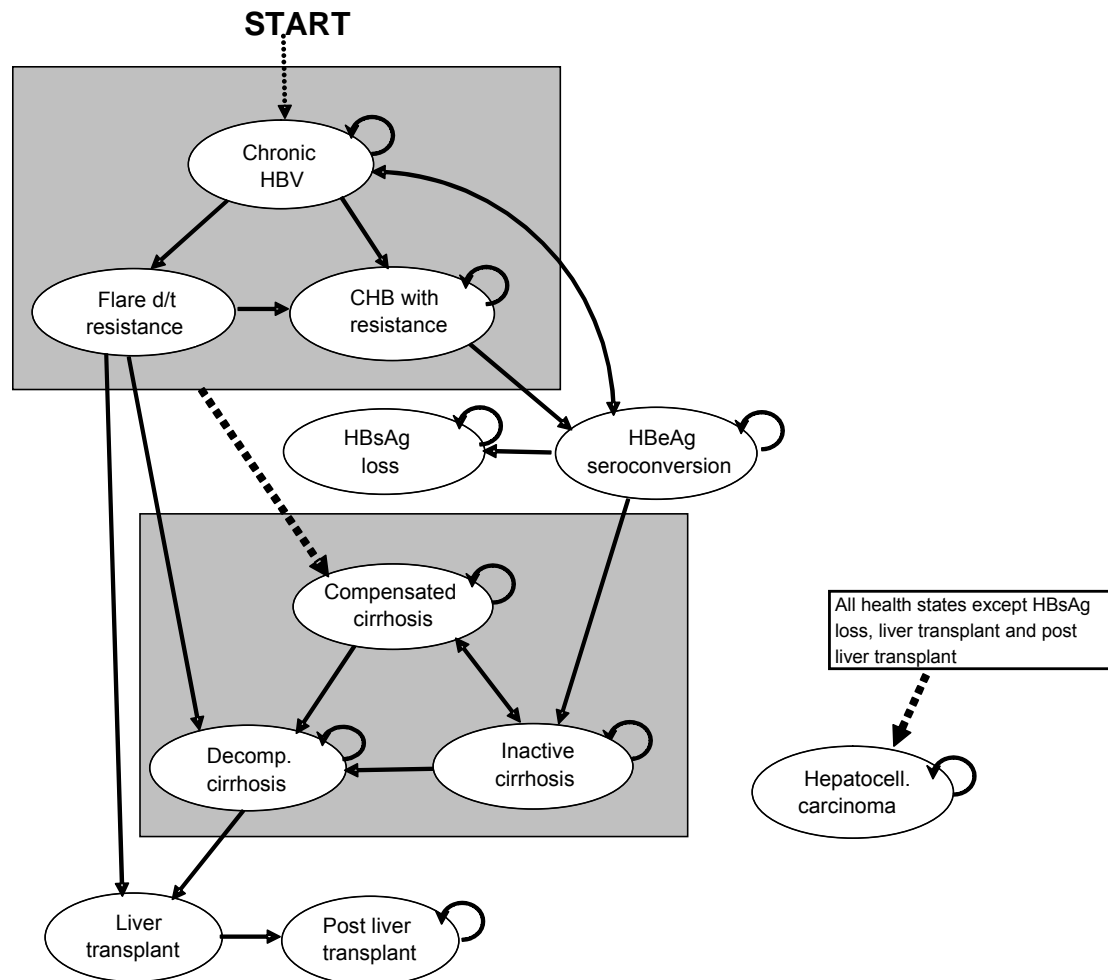 START
Chronic
HBV
Flare d/t
resistance
CHB with
resistance
HBsAg
loss
HBeAg
seroconversion
Compensated
cirrhosis
All health states except HBsAg
loss, liver transplant and post
liver transplant
Decomp.
cirrhosis
Inactive
cirrhosis
Hepatocell.
carcinoma
Liver
transplant
Post liver
transplant